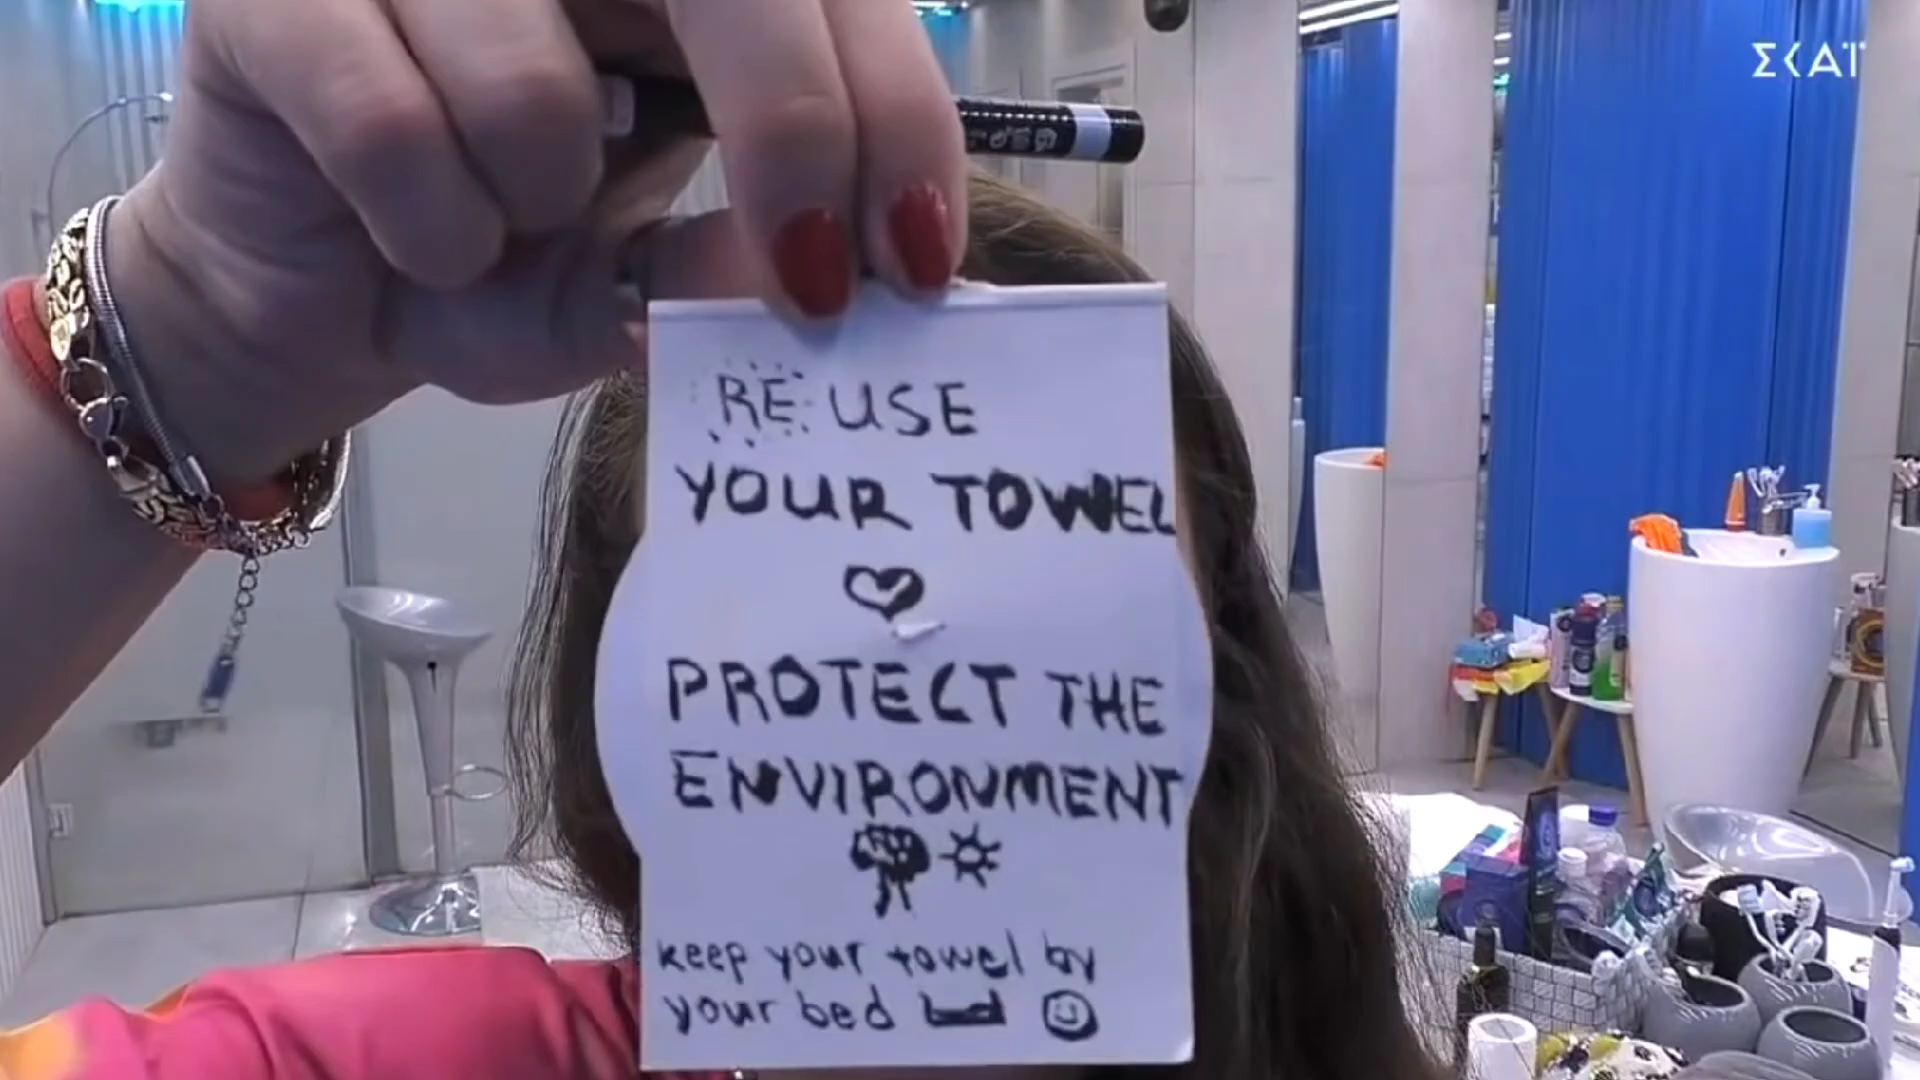 ΣΚΑΪ
RE-USE
YOUR TOWEL
PROTECT THE
ENVIRONMENT
keep your towel by
your bed